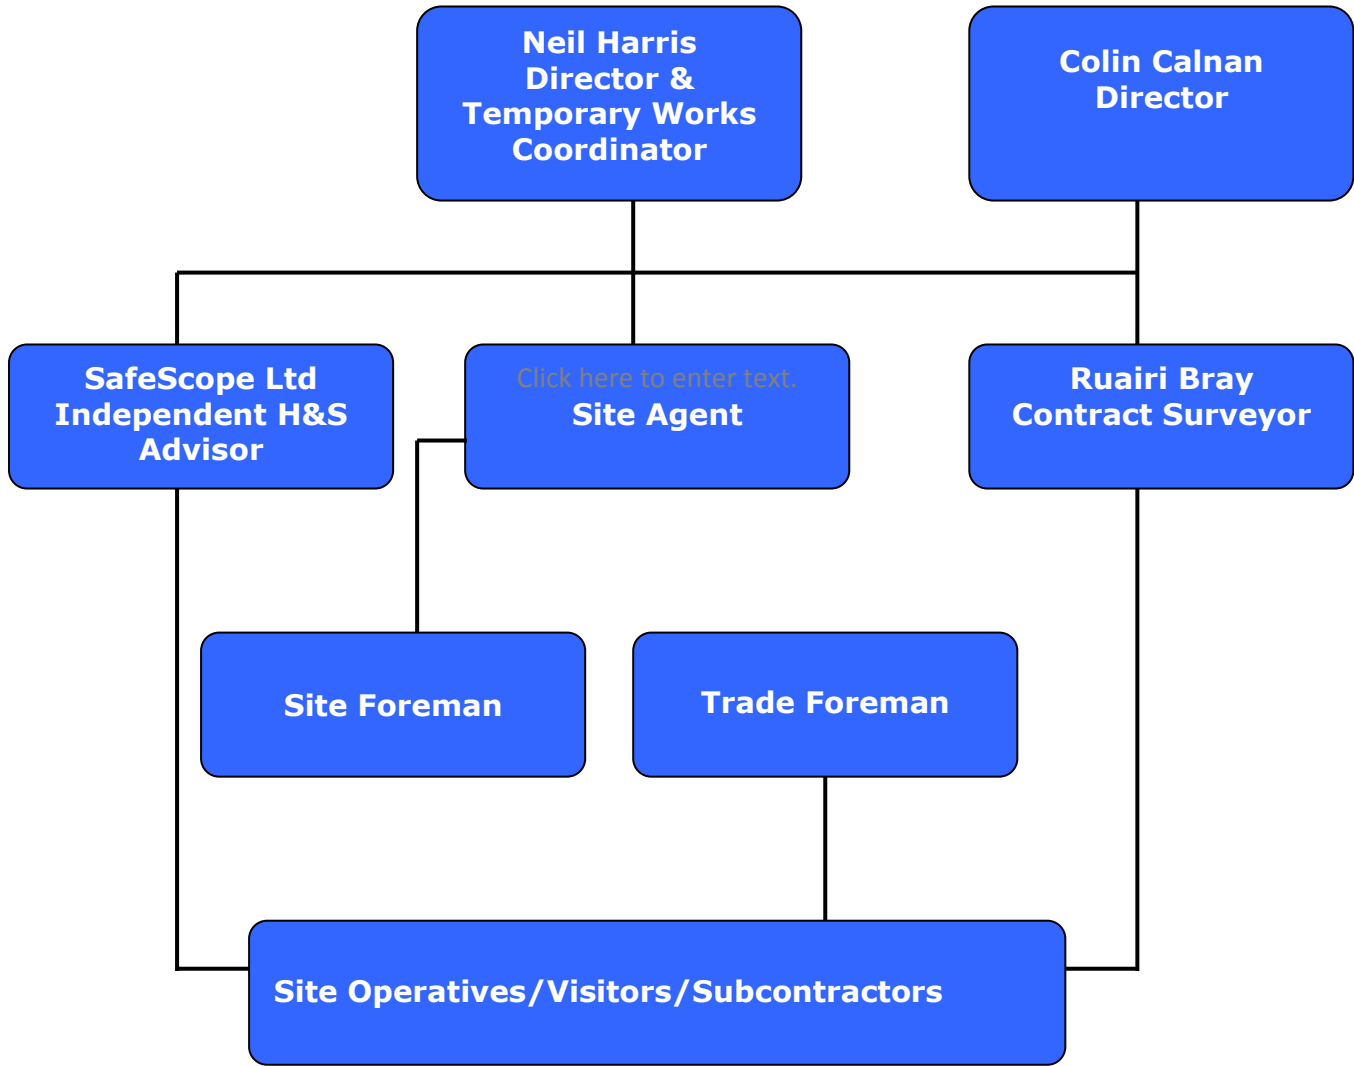 Neil Harris
Director &
Temporary Works
Coordinator
Colin Calnan
Director
SafeScope Ltd
Independent H&S
Advisor
Click here to enter text.
Site Agent
Ruairi Bray
Contract Surveyor
Site Foreman
Trade Foreman
Site Operatives/Visitors/Subcontractors